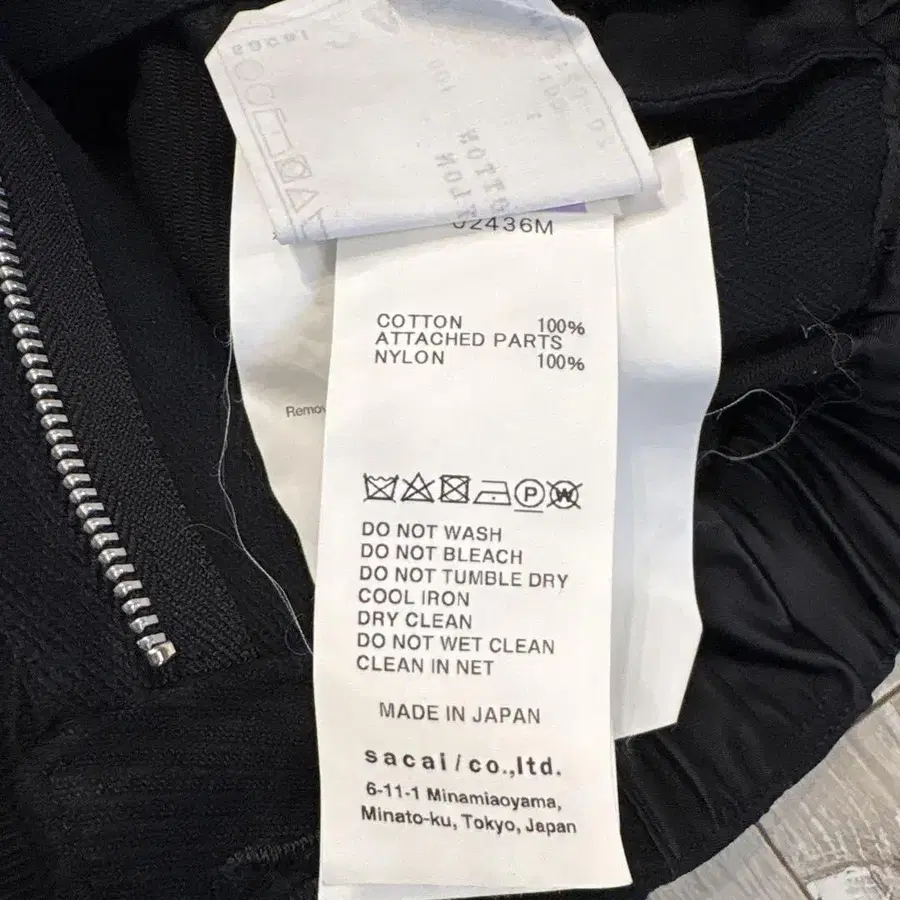 02436M
COTTON 100%
ATTACHED PARTS
NYLON 100%
Remov
DO NOT WASH
DO NOT BLEACH
DO NOT TUMBLE DRY
COOL IRON
DRY CLEAN
DO NOT WET CLEAN
CLEAN IN NET
MADE IN JAPAN
sacai / co.,ltd.
6-11-1 Minamiaoyama,
Minato-ku, Tokyo, Japan